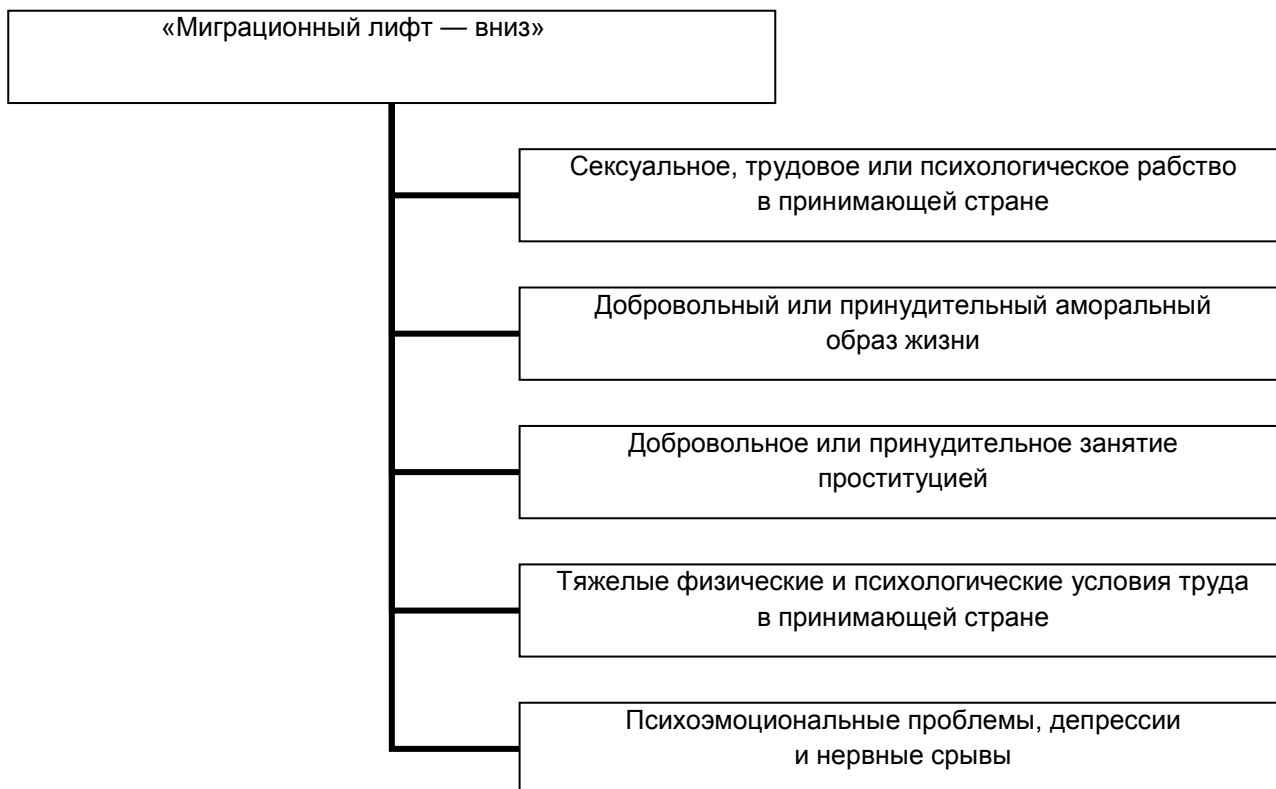 «Миграционный лифт — вниз»
Сексуальное, трудовое или психологическое рабство
в принимающей стране
Добровольный или принудительный аморальный
образ жизни
Добровольное или принудительное занятие
проституцией
Тяжелые физические и психологические условия труда
в принимающей стране
Психоэмоциональные проблемы, депрессии
и нервные срывы